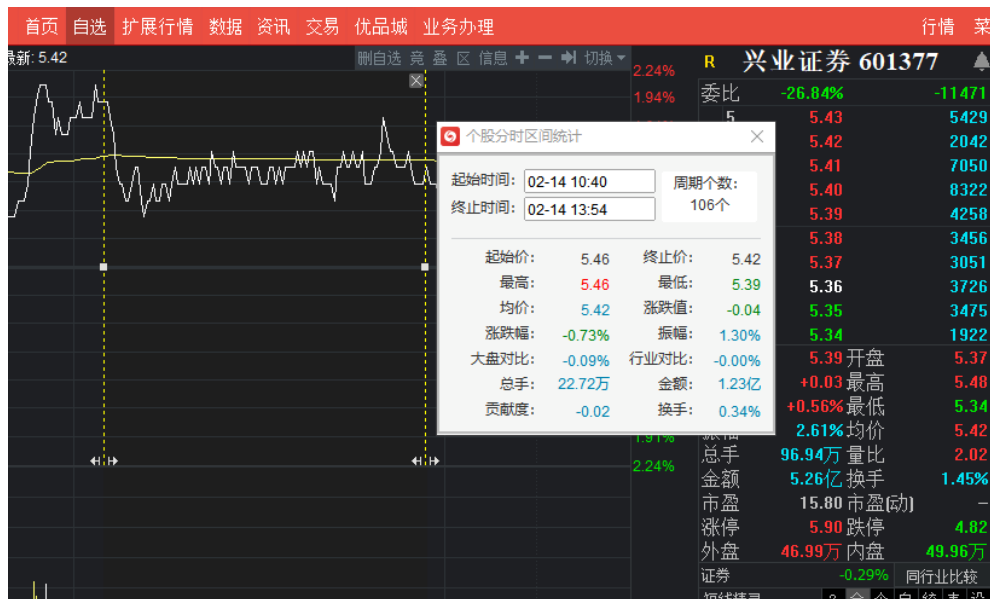 首页 自选 扩展行情 数据 资讯 交易 优品城 业务办理 行情 菜
最新: 5.42 删自选 竞 叠 区 信息 切换
2.24%
1.94%
R 兴业证券 601377
委比 -26.84% -11471
5 5.43 5429
5.42 2042
5.41 7050
5.40 8322
5.39 4258
5.38 3456
5.37 3051
5.36 3726
5.35 3475
5.34 1922
个股分时区间统计
起始时间: 02-14 10:40 周期个数:
终止时间: 02-14 13:54 106个
起始价: 5.46 终止价: 5.42
最高: 5.46 最低: 5.39
均价: 5.42 涨跌值: -0.04
涨跌幅: -0.73% 振幅: 1.30%
大盘对比: -0.09% 行业对比: -0.00%
总手: 22.72万 金额: 1.23亿
贡献度: -0.02 换手: 0.34%
1.91%
2.24%
5.39 开盘 5.37
+0.03 最高 5.48
+0.56% 最低 5.34
振幅 2.61% 均价 5.42
总手 96.94万 量比 2.02
金额 5.26亿 换手 1.45%
市盈 15.80 市盈(动) –
涨停 5.90 跌停 4.82
外盘 46.99万 内盘 49.96万
证券 -0.29% 同行业比较
短线精灵